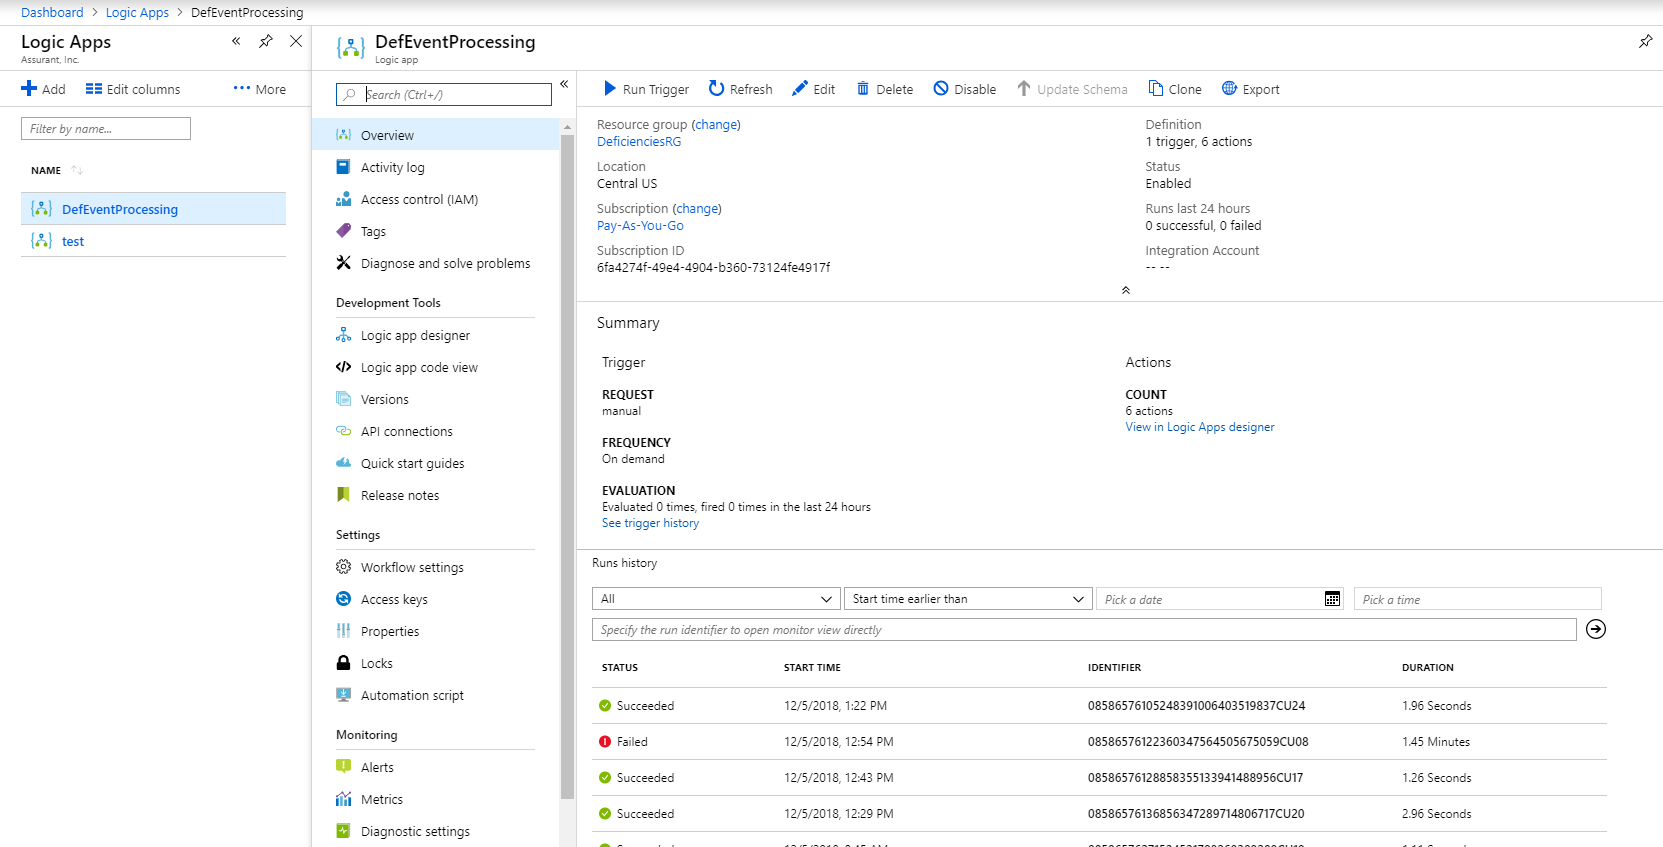 Dashboard > Logic Apps > DefEventProcessing
Logic Apps
Assurant, Inc.
Add
Edit columns
More
Filter by name...
NAME
DefEventProcessing
test
DefEventProcessing
Logic app
Search (Ctrl+/)
Overview
Activity log
Access control (IAM)
Tags
Diagnose and solve problems
Development Tools
Logic app designer
Logic app code view
Versions
API connections
Quick start guides
Release notes
Settings
Workflow settings
Access keys
Properties
Locks
Automation script
Monitoring
Alerts
Metrics
Diagnostic settings
Run Trigger
Refresh
Edit
Delete
Disable
Update Schema
Clone
Export
Resource group (change)
DeficienciesRG
Location
Central US
Subscription (change)
Pay-As-You-Go
Subscription ID
6fa4274f-49e4-4904-b360-73124fe4917f
Definition
1 trigger, 6 actions
Status
Enabled
Runs last 24 hours
0 successful, 0 failed
Integration Account
-- --
Summary
Trigger
REQUEST
manual
FREQUENCY
On demand
EVALUATION
Evaluated 0 times, fired 0 times in the last 24 hours
See trigger history
Actions
COUNT
6 actions
View in Logic Apps designer
Runs history
All
Start time earlier than
Pick a date
Pick a time
Specify the run identifier to open monitor view directly
STATUS START TIME IDENTIFIER DURATION
Succeeded 12/5/2018, 1:22 PM 08586576105248391006403519837CU24 1.96 Seconds
Failed 12/5/2018, 12:54 PM 08586576122360347564505675059CU08 1.45 Minutes
Succeeded 12/5/2018, 12:43 PM 08586576128858355133941488956CU17 1.26 Seconds
Succeeded 12/5/2018, 12:29 PM 08586576136856347289714806717CU20 2.96 Seconds